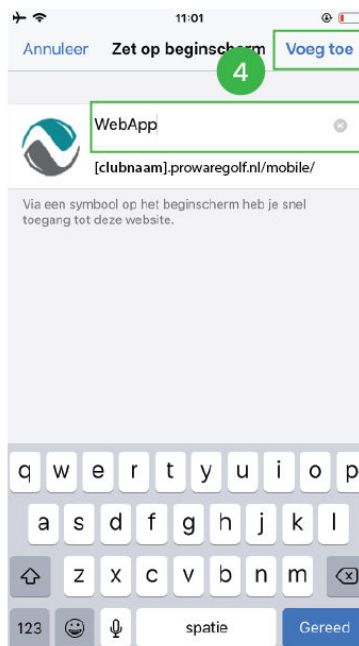 11:01
Annuleer Zet op beginscherm Voeg toe
4
WebApp
[clubnaam].prowaregolf.nl/mobile/
Via een symbool op het beginscherm heb je snel
toegang tot deze website.
q w e r t y u i o p
a s d f g h j k l
z x c v b n m
123 spatie Gereed